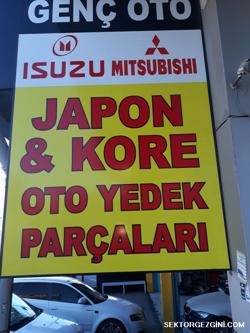 GENÇ OTO
ISUZU MITSUBISHI
JAPON
& KORE
OTO YEDEK
PARÇALARI
SEKTORGEZGINI.COM